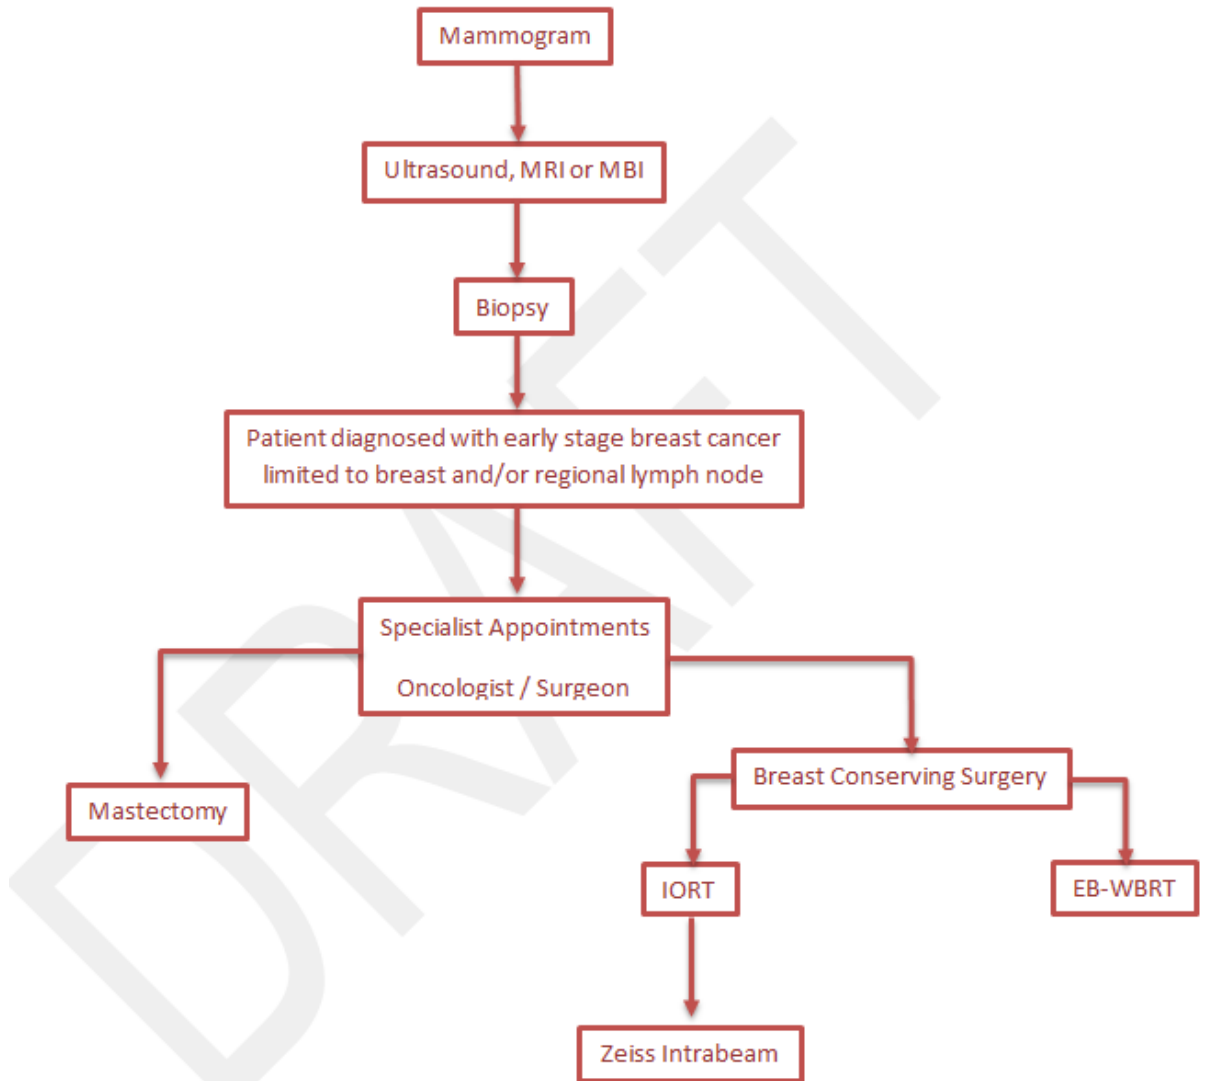 Mammogram
Ultrasound, MRI or MBI
Biopsy
Patient diagnosed with early stage breast cancer
limited to breast and/or regional lymph node
Specialist Appointments
Oncologist / Surgeon
Breast Conserving Surgery
Mastectomy
IORT
EB-WBRT
Zeiss Intrabeam
DRAFT